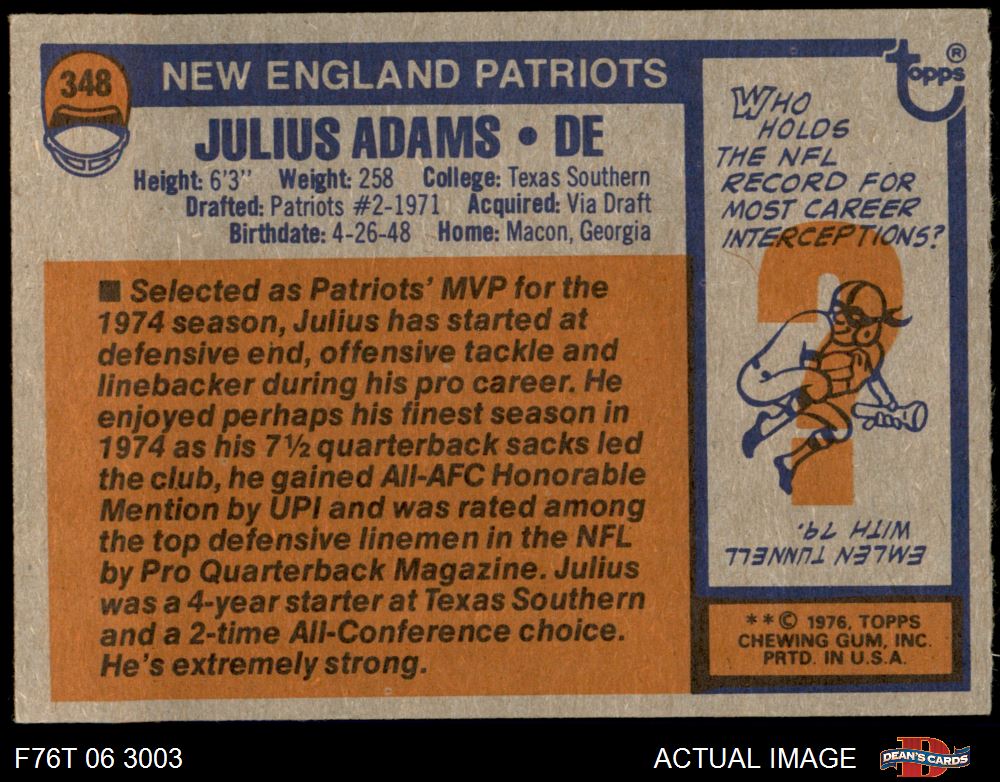 348
NEW ENGLAND PATRIOTS
JULIUS ADAMS • DE
Height: 6'3" Weight: 258 College: Texas Southern
Drafted: Patriots #2-1971 Acquired: Via Draft
Birthdate: 4-26-48 Home: Macon, Georgia
■ Selected as Patriots' MVP for the
1974 season, Julius has started at
defensive end, offensive tackle and
linebacker during his pro career. He
enjoyed perhaps his finest season in
1974 as his 7½ quarterback sacks led
the club, he gained All-AFC Honorable
Mention by UPI and was rated among
the top defensive linemen in the NFL
by Pro Quarterback Magazine. Julius
was a 4-year starter at Texas Southern
and a 2-time All-Conference choice.
He's extremely strong.
topps®
WHO
HOLDS
THE NFL
RECORD FOR
MOST CAREER
INTERCEPTIONS?
?
EMLEN TUNNELL
WITH 79.
**© 1976, TOPPS
CHEWING GUM, INC.
PRTD. IN U.S.A.
F76T 06 3003
ACTUAL IMAGE
DEAN'S CARDS